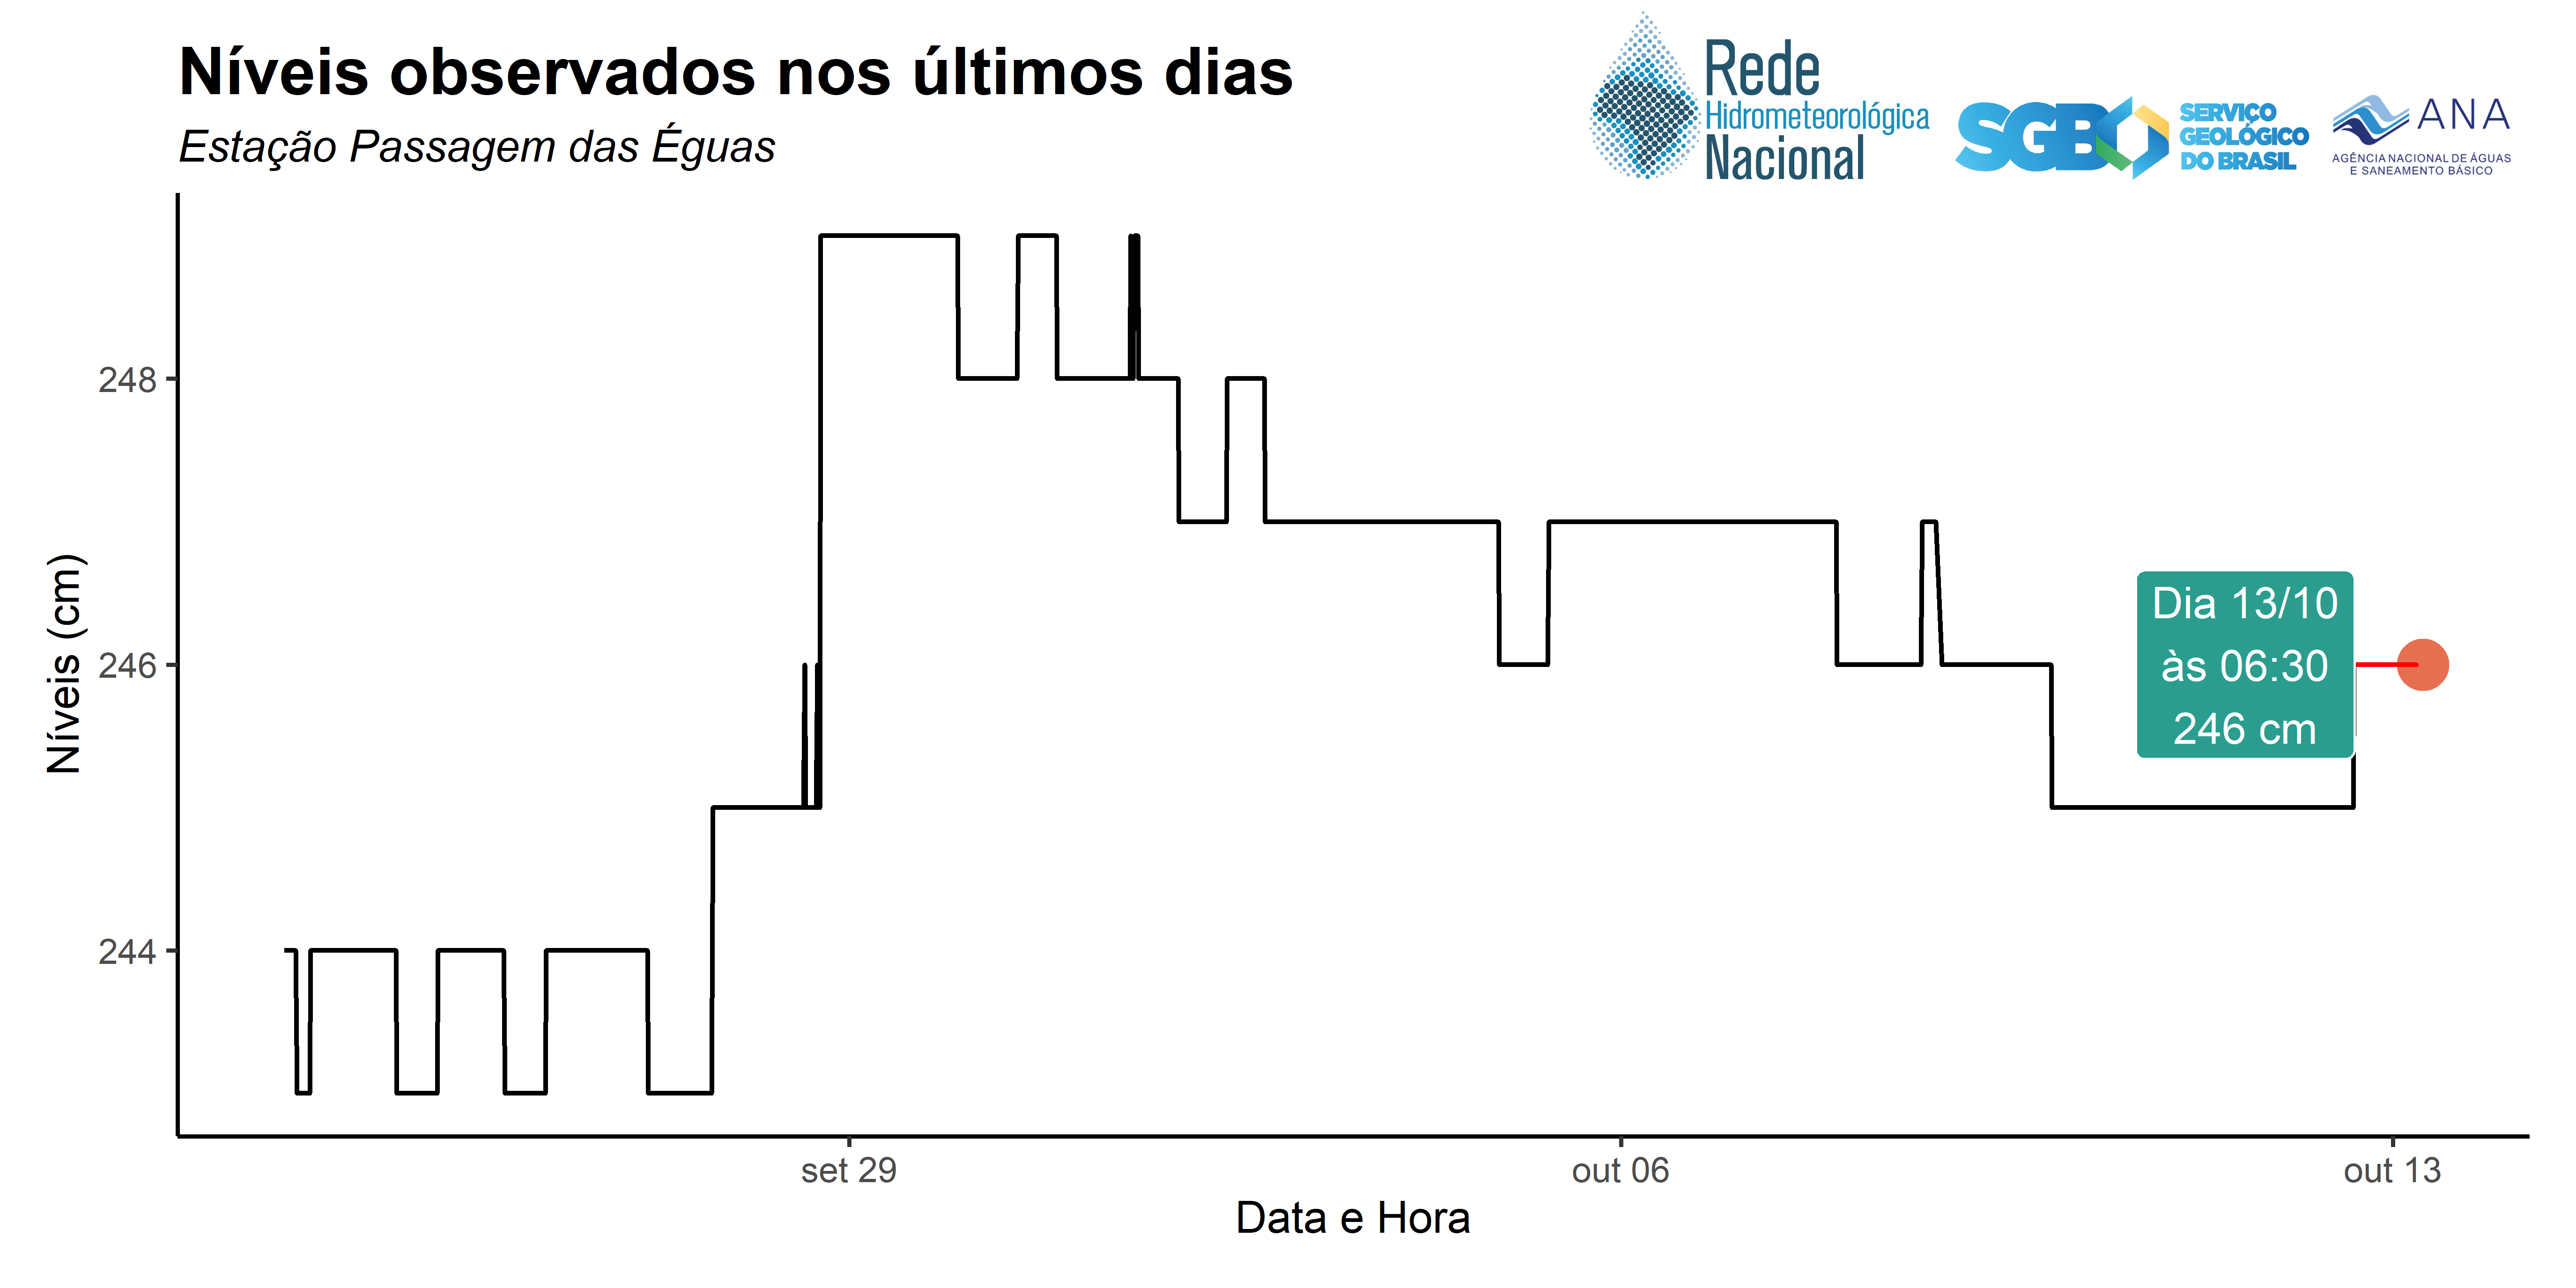 Níveis observados nos últimos dias
Estação Passagem das Éguas
Rede
Hidrometeorológica
Nacional
SGB
SERVIÇO
GEOLÓGICO
DO BRASIL
ANA
AGÊNCIA NACIONAL DE ÁGUAS
E SANEAMENTO BÁSICO
Níveis (cm)
248
246
244
Dia 13/10
às 06:30
246 cm
set 29
out 06
out 13
Data e Hora